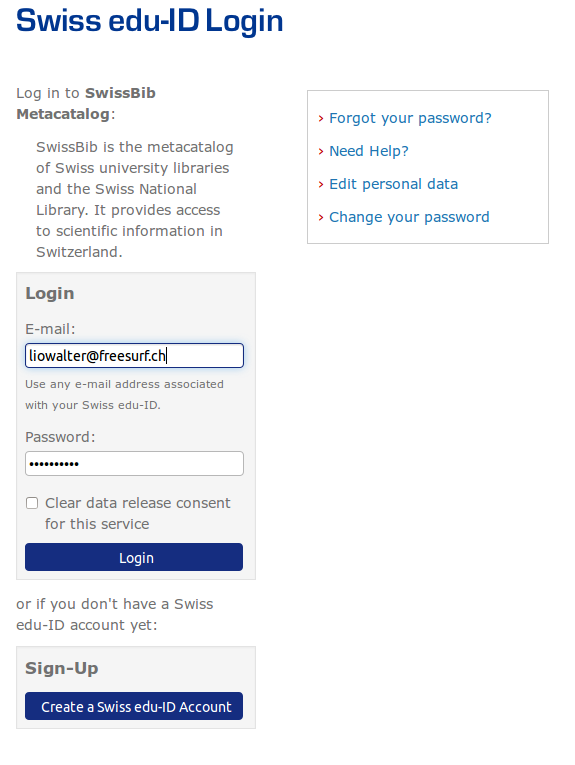 Swiss edu-ID Login
Log in to SwissBib
Metacatalog:
SwissBib is the metacatalog
of Swiss university libraries
and the Swiss National
Library. It provides access
to scientific information in
Switzerland.
› Forgot your password?
› Need Help?
› Edit personal data
› Change your password
Login
E-mail:
liowalter@freesurf.ch
Use any e-mail address associated
with your Swiss edu-ID.
Password:
••••••••••
Clear data release consent
for this service
Login
or if you don't have a Swiss
edu-ID account yet:
Sign-Up
Create a Swiss edu-ID Account